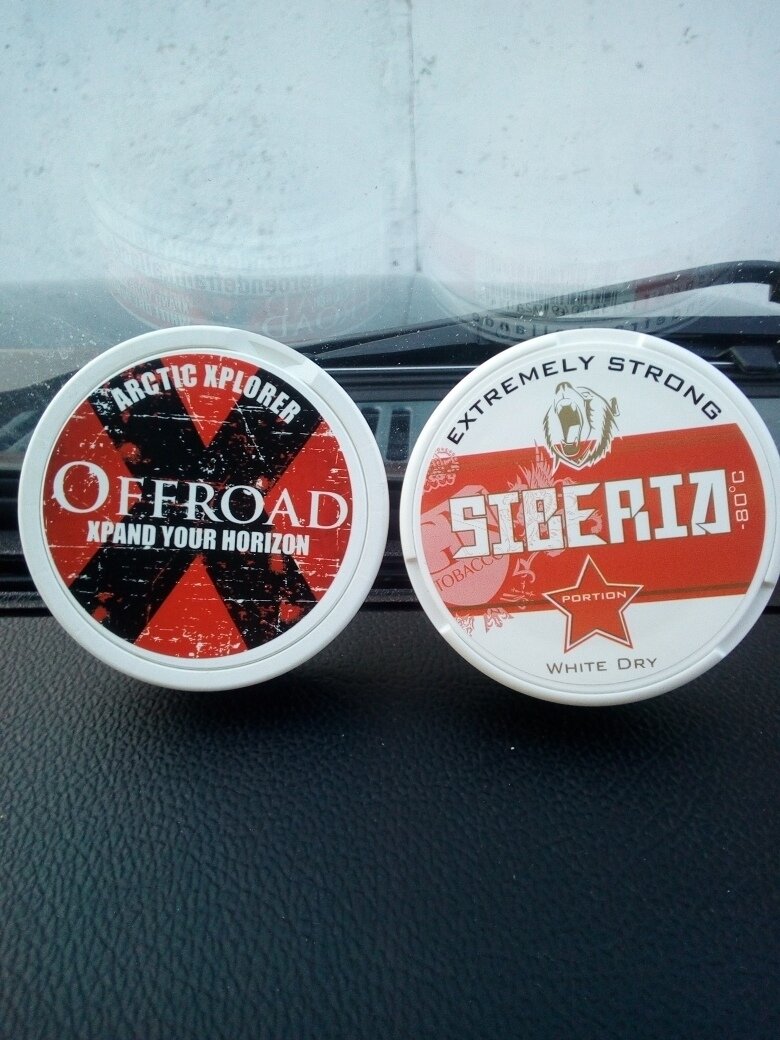 ARCTIC XPLORER
OFFROAD
XPAND YOUR HORIZON
EXTREMELY STRONG
SIBERIA
-80°C
TOBACCO
PORTION
WHITE DRY